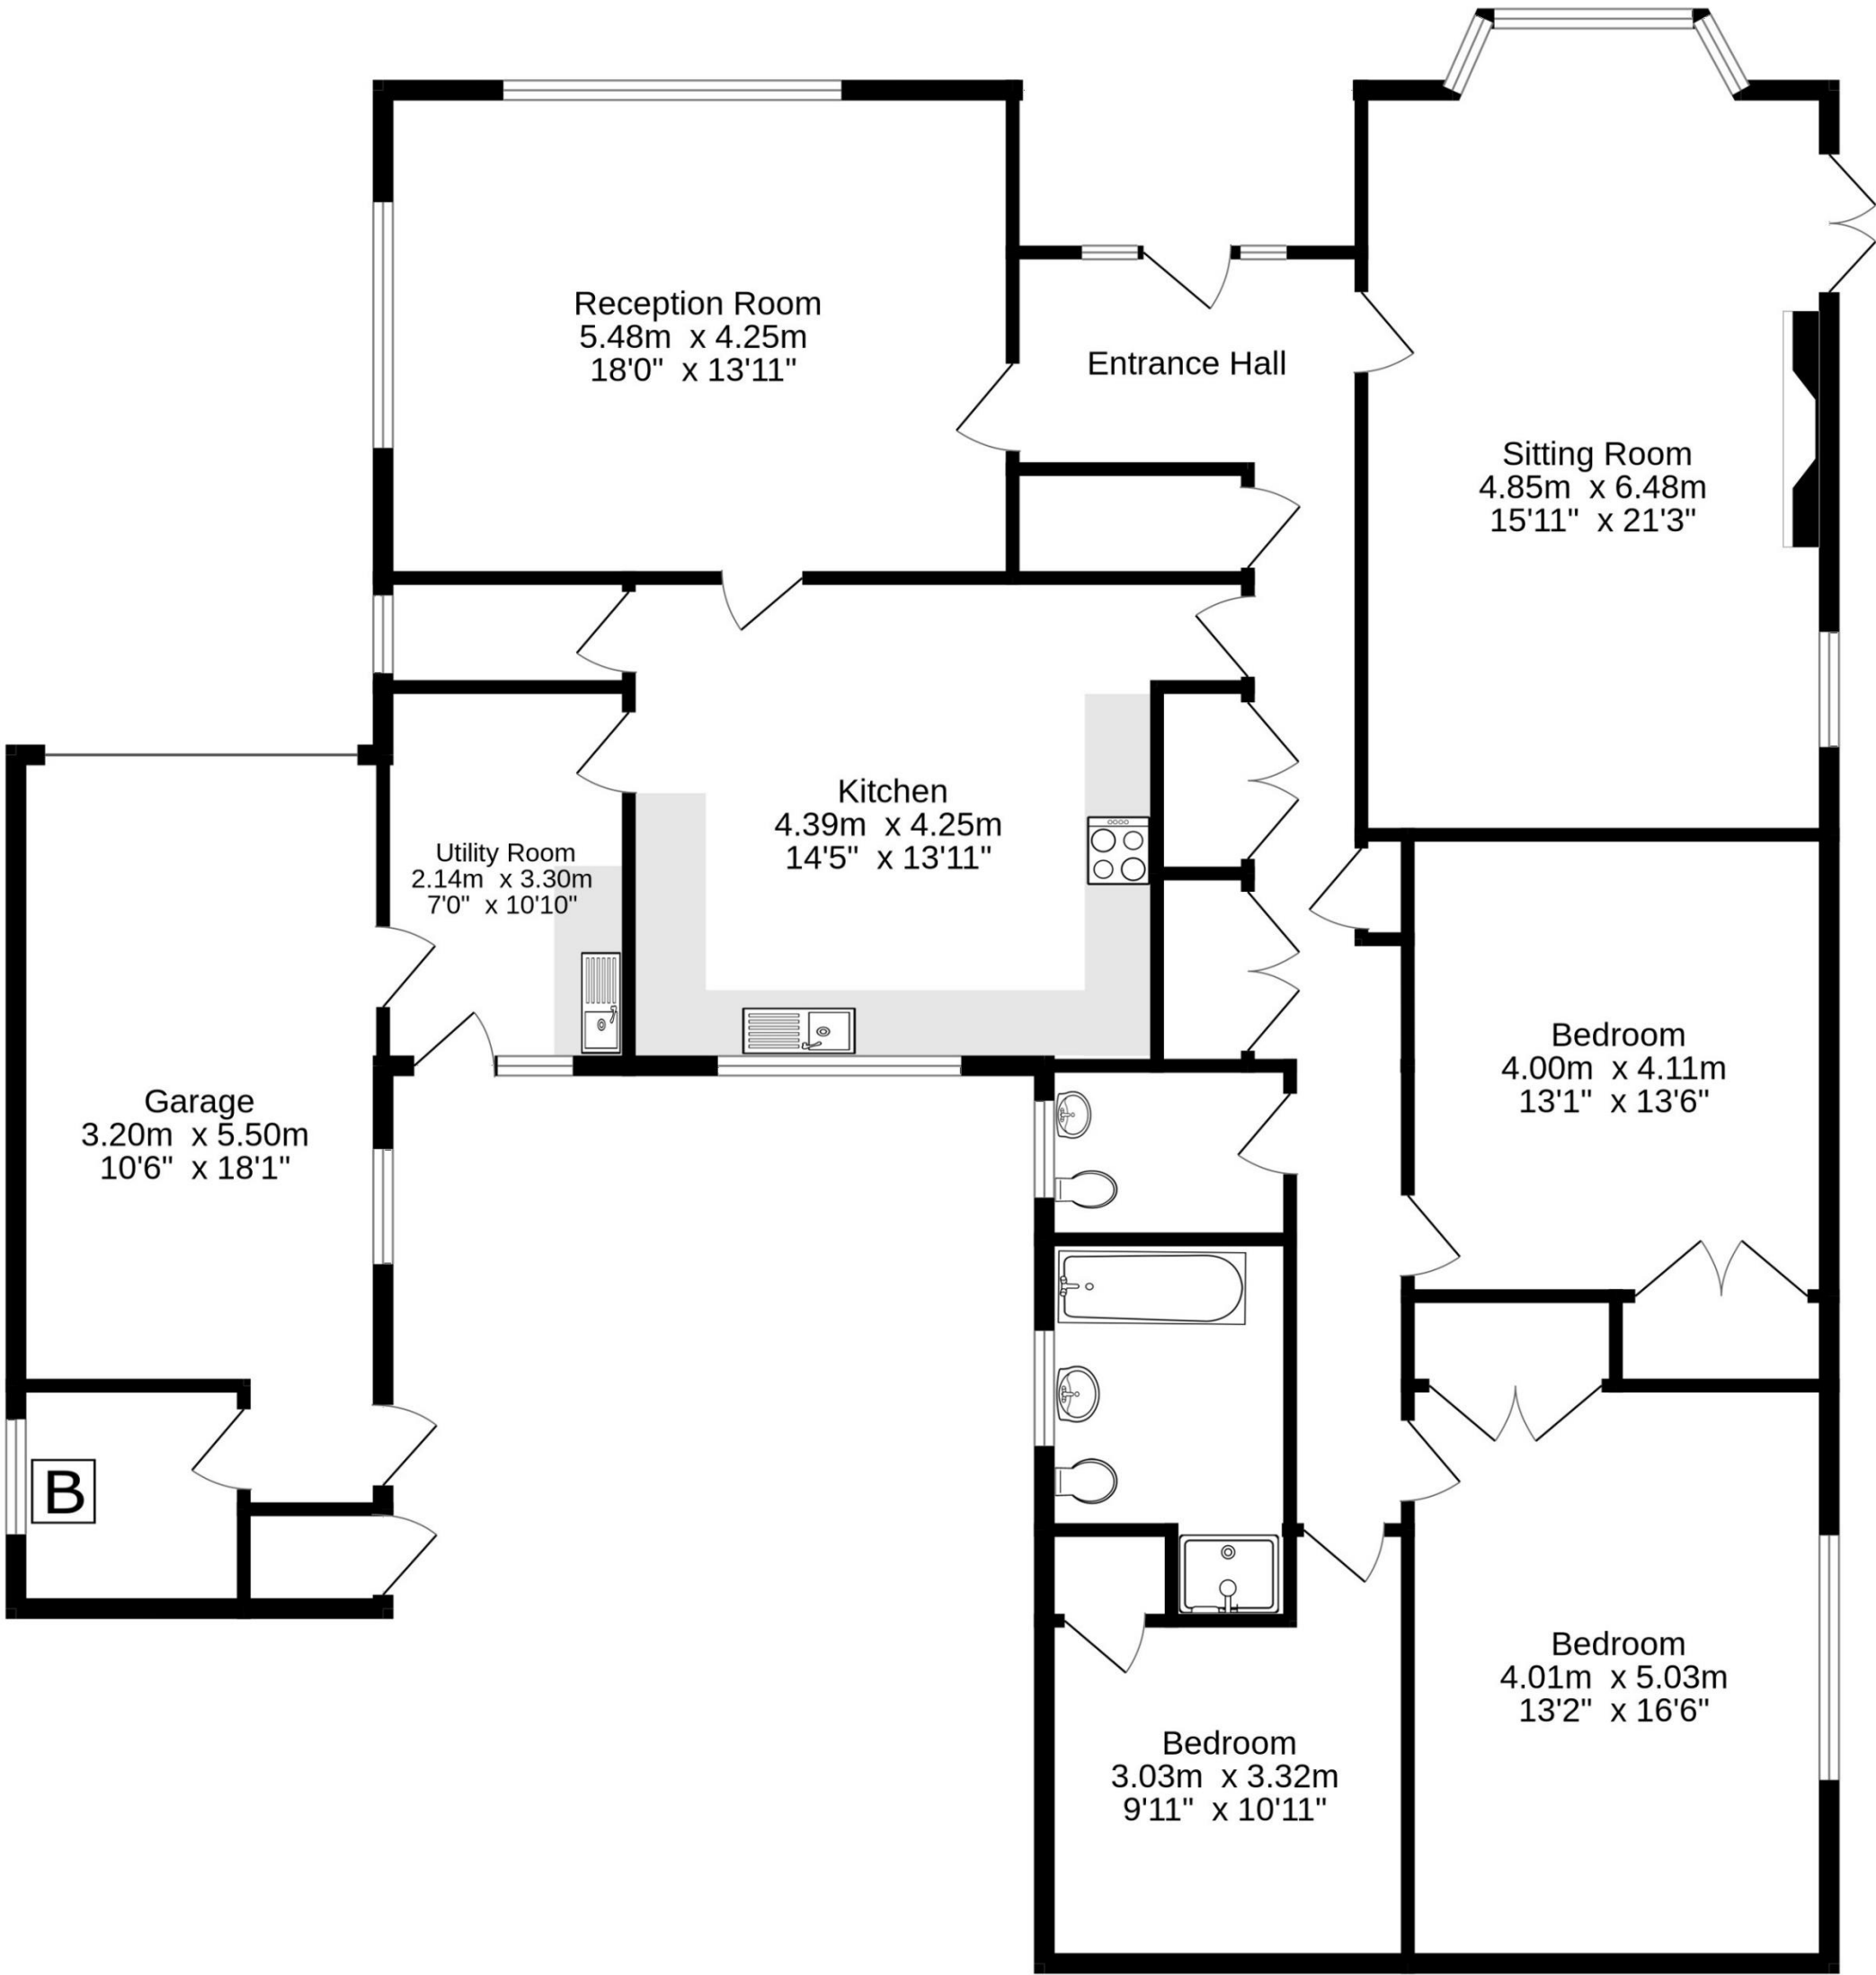 Reception Room
5.48m x 4.25m
18'0" x 13'11"
Entrance Hall
Sitting Room
4.85m x 6.48m
15'11" x 21'3"
Kitchen
4.39m x 4.25m
14'5" x 13'11"
Utility Room
2.14m x 3.30m
7'0" x 10'10"
Garage
3.20m x 5.50m
10'6" x 18'1"
Bedroom
4.00m x 4.11m
13'1" x 13'6"
B
Bedroom
4.01m x 5.03m
13'2" x 16'6"
Bedroom
3.03m x 3.32m
9'11" x 10'11"